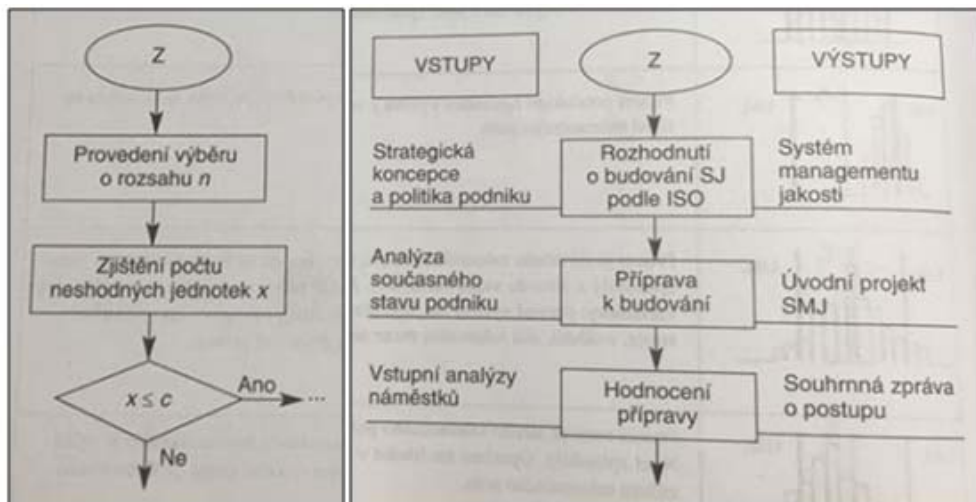 Z
Provedení výběru
o rozsahu n
Zjištění počtu
neshodných jednotek x
x ≤ c
Ano
...
Ne
VSTUPY
Z
VÝSTUPY
Strategická
koncepce
a politika podniku
Rozhodnutí
o budování SJ
podle ISO
Systém
managementu
jakosti
Analýza
současného
stavu podniku
Příprava
k budování
Úvodní projekt
SMJ
Vstupní analýzy
náměstků
Hodnocení
přípravy
Souhrnná zpráva
o postupu